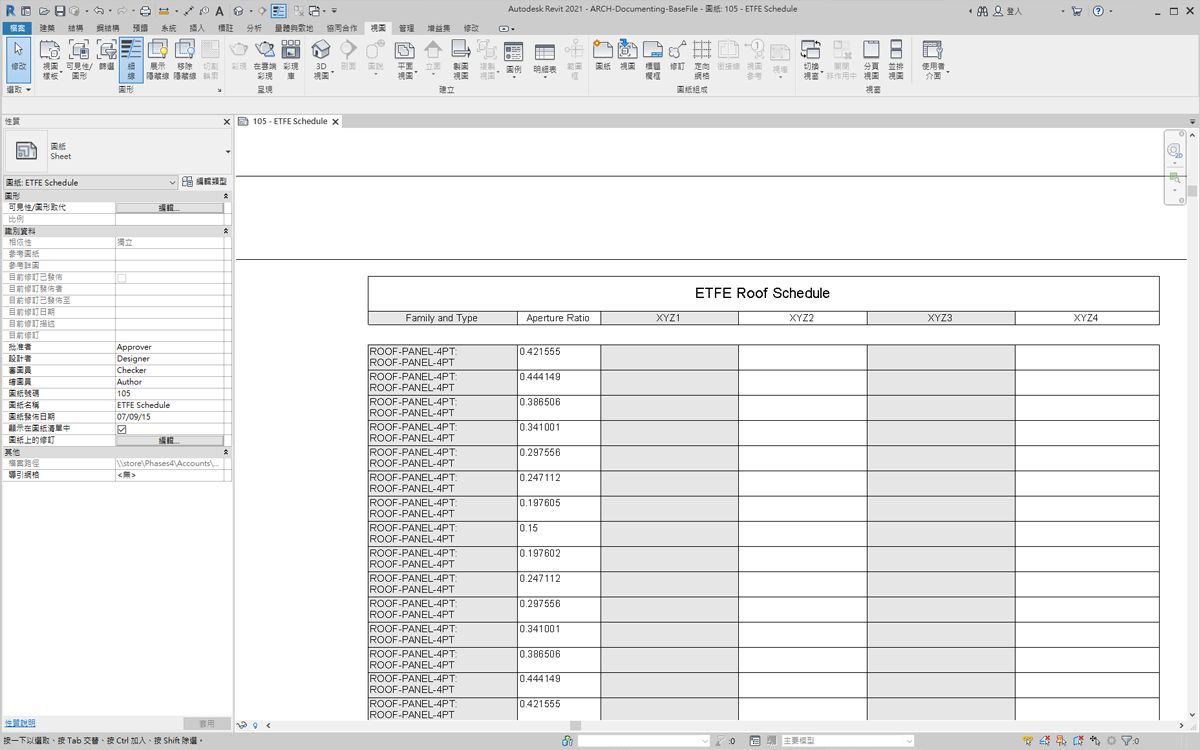 Autodesk Revit 2021 - ARCH-Documenting-BaseFile - 圖紙: 105 - ETFE Schedule
登入
檔案 建築 結構 鋼結構 預鑄 系統 插入 標註 分析 量體與敷地 協同合作 視圖 管理 增益集 修改
修改
視圖樣板
可見性/圖形
篩選
細線
展示隱藏線
移除隱藏線
切割輪廓
彩現
在雲端彩現
彩現庫
3D 視圖
剖面
圖說
平面視圖
立面
製圖視圖
複製視圖
圖例
明細表
範圍框
圖紙
視圖
標題欄框
修訂
定向網格
銜接線
視圖參考
視埠
切換視窗
關閉非作用中
分頁視圖
並排視圖
使用者介面
選取 圖形 呈現 建立 圖紙組成 視窗
性質
105 - ETFE Schedule
圖紙
Sheet
圖紙: ETFE Schedule
編輯類型
圖形
可見性/圖形取代 編輯...
比例
識別資料
相依性 獨立
參考圖紙
參考詳圖
目前修訂已發佈
目前修訂發佈者
目前修訂已發佈至
目前修訂日期
目前修訂描述
目前修訂
批准者 Approver
設計者 Designer
審圖員 Checker
繪圖員 Author
圖紙號碼 105
圖紙名稱 ETFE Schedule
圖紙發佈日期 07/09/15
顯示在圖紙清單中
圖紙上的修訂 編輯...
其他
檔案路徑 \\store\Phases4\Accounts\...
導引網格 <無>
性質說明
套用
ETFE Roof Schedule
Family and Type Aperture Ratio XYZ1 XYZ2 XYZ3 XYZ4
ROOF-PANEL-4PT: 0.421555
ROOF-PANEL-4PT
ROOF-PANEL-4PT: 0.444149
ROOF-PANEL-4PT
ROOF-PANEL-4PT: 0.386506
ROOF-PANEL-4PT
ROOF-PANEL-4PT: 0.341001
ROOF-PANEL-4PT
ROOF-PANEL-4PT: 0.297556
ROOF-PANEL-4PT
ROOF-PANEL-4PT: 0.247112
ROOF-PANEL-4PT
ROOF-PANEL-4PT: 0.197605
ROOF-PANEL-4PT
ROOF-PANEL-4PT: 0.15
ROOF-PANEL-4PT
ROOF-PANEL-4PT: 0.197602
ROOF-PANEL-4PT
ROOF-PANEL-4PT: 0.247112
ROOF-PANEL-4PT
ROOF-PANEL-4PT: 0.297556
ROOF-PANEL-4PT
ROOF-PANEL-4PT: 0.341001
ROOF-PANEL-4PT
ROOF-PANEL-4PT: 0.386506
ROOF-PANEL-4PT
ROOF-PANEL-4PT: 0.444149
ROOF-PANEL-4PT
ROOF-PANEL-4PT: 0.421555
ROOF-PANEL-4PT
按一下以選取、按 Tab 交替、按 Ctrl 加入、按 Shift 除選。
:0
主要模型
:0